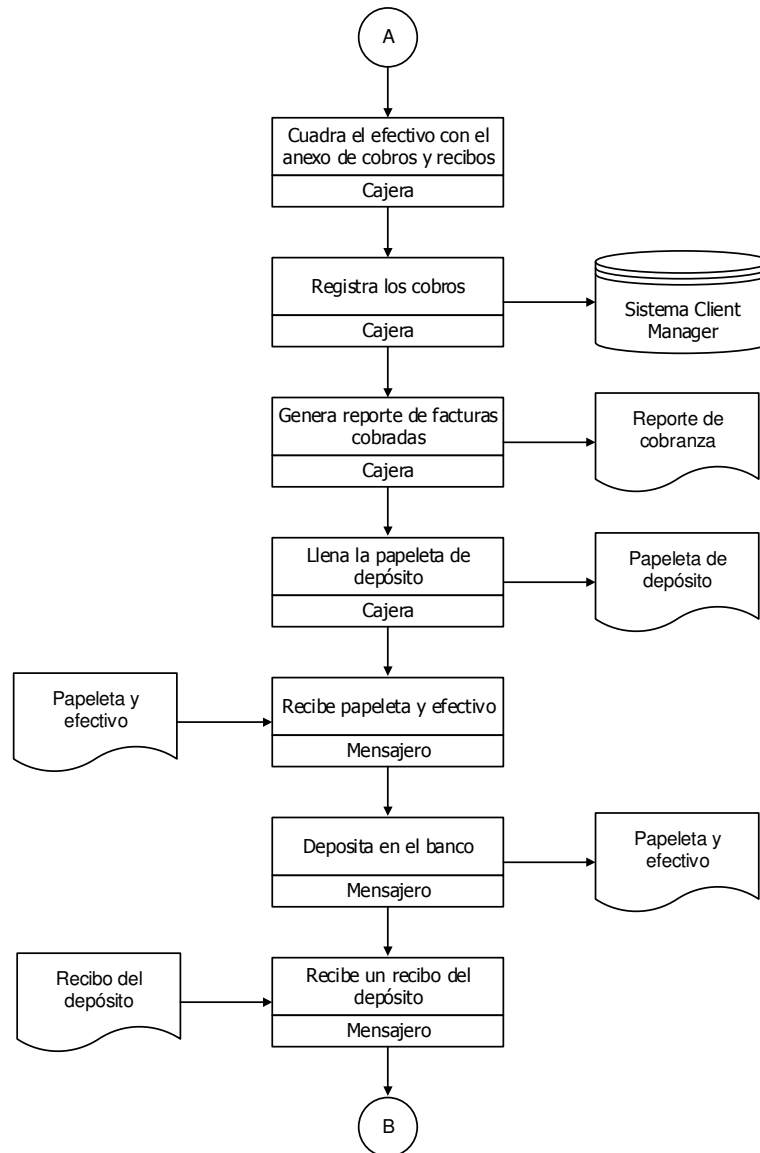 A
Cuadra el efectivo con el
anexo de cobros y recibos
Cajera
Registra los cobros
Cajera
Sistema Client
Manager
Genera reporte de facturas
cobradas
Cajera
Reporte de
cobranza
Llena la papeleta de
depósito
Cajera
Papeleta de
depósito
Papeleta y
efectivo
Recibe papeleta y efectivo
Mensajero
Deposita en el banco
Mensajero
Papeleta y
efectivo
Recibo del
depósito
Recibe un recibo del
depósito
Mensajero
B